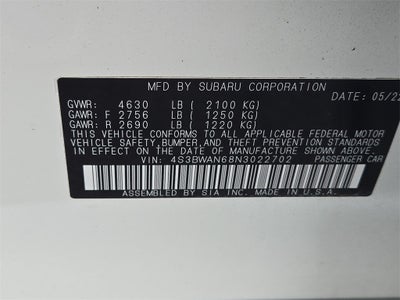 MFD BY SUBARU CORPORATION
DATE: 05/22
GVWR: 4630 LB ( 2100 KG)
GAWR: F 2756 LB ( 1250 KG)
GAWR: R 2690 LB ( 1220 KG)
THIS VEHICLE CONFORMS TO ALL APPLICABLE FEDERAL MOTOR
VEHICLE SAFETY,BUMPER,AND THEFT PREVENTION STANDARDS
IN EFFECT ON THE DATE OF MANUFACTURE SHOWN ABOVE.
VIN: 4S3BWAN68N3022702 PASSENGER CAR
ASSEMBLED BY SIA INC. MADE IN U.S.A.